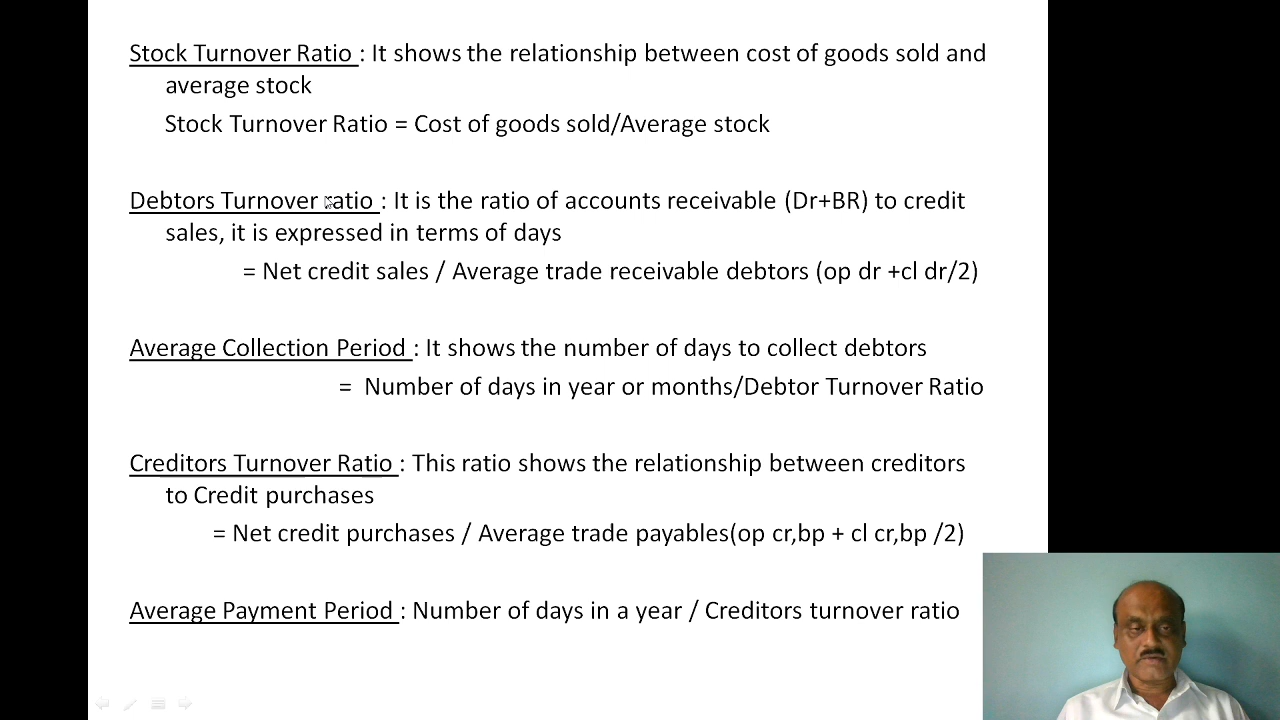 Stock Turnover Ratio : It shows the relationship between cost of goods sold and
average stock
Stock Turnover Ratio = Cost of goods sold/Average stock
Debtors Turnover ratio : It is the ratio of accounts receivable (Dr+BR) to credit
sales, it is expressed in terms of days
= Net credit sales / Average trade receivable debtors (op dr +cl dr/2)
Average Collection Period : It shows the number of days to collect debtors
= Number of days in year or months/Debtor Turnover Ratio
Creditors Turnover Ratio : This ratio shows the relationship between creditors
to Credit purchases
= Net credit purchases / Average trade payables(op cr,bp + cl cr,bp /2)
Average Payment Period : Number of days in a year / Creditors turnover ratio